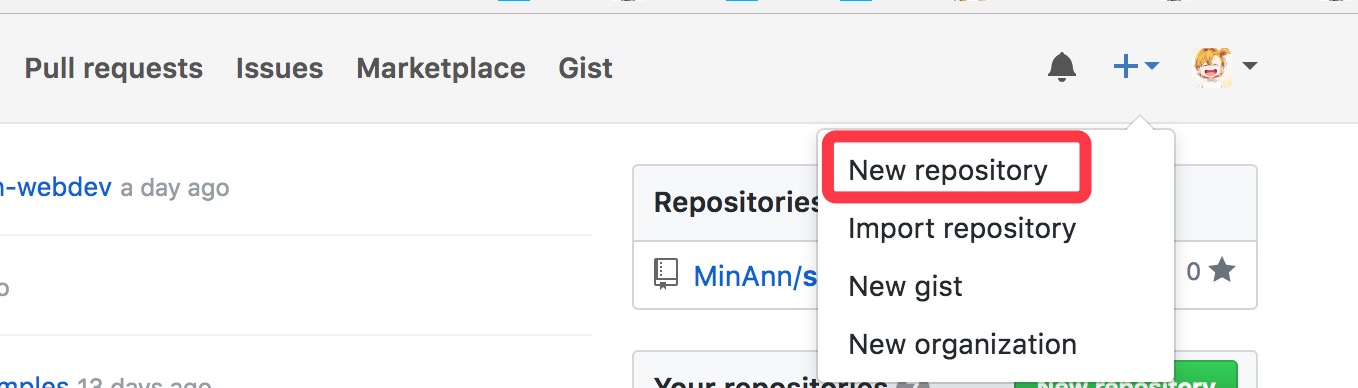 Pull requests Issues Marketplace Gist
New repository
Import repository
New gist
New organization
n-webdev a day ago
Repositories
MinAnn/s
0
mples 13 days ago
Your repositories
New repository